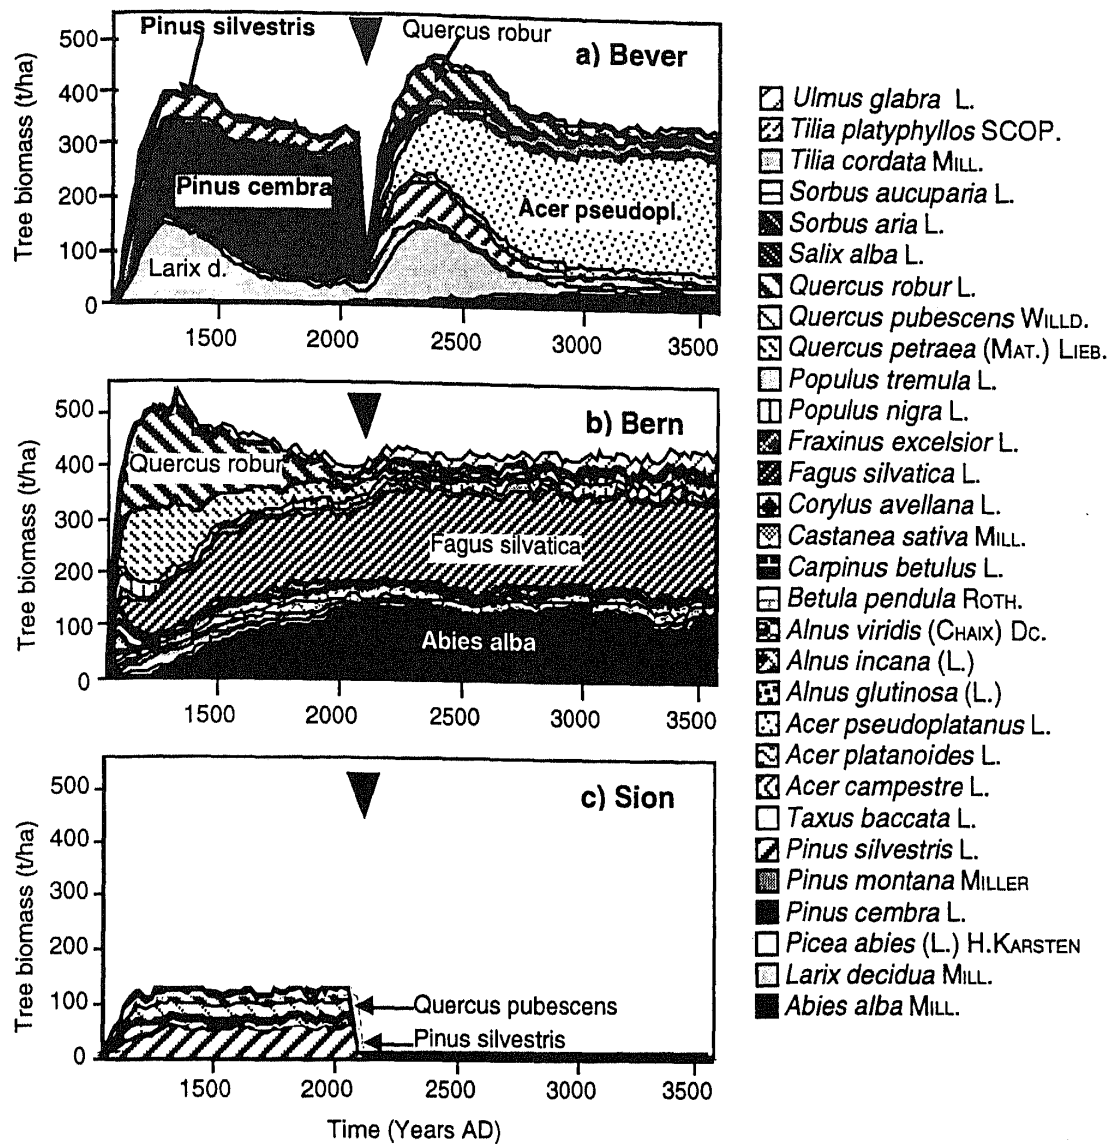 Tree biomass (t/ha)
500
400
300
200
100
0
Pinus silvestris
Quercus robur
a) Bever
Pinus cembra
Acer pseudopl.
Larix d.
1500
2000
2500
3000
3500
Tree biomass (t/ha)
500
400
300
200
100
0
b) Bern
Quercus robur
Fagus silvatica
Abies alba
1500
2000
2500
3000
3500
Tree biomass (t/ha)
500
400
300
200
100
0
c) Sion
Quercus pubescens
Pinus silvestris
1500
2000
2500
3000
3500
Time (Years AD)
Ulmus glabra L.
Tilia platyphyllos SCOP.
Tilia cordata MILL.
Sorbus aucuparia L.
Sorbus aria L.
Salix alba L.
Quercus robur L.
Quercus pubescens WILLD.
Quercus petraea (MAT.) LIEB.
Populus tremula L.
Populus nigra L.
Fraxinus excelsior L.
Fagus silvatica L.
Corylus avellana L.
Castanea sativa MILL.
Carpinus betulus L.
Betula pendula ROTH.
Alnus viridis (CHAIX) DC.
Alnus incana (L.)
Alnus glutinosa (L.)
Acer pseudoplatanus L.
Acer platanoides L.
Acer campestre L.
Taxus baccata L.
Pinus silvestris L.
Pinus montana MILLER
Pinus cembra L.
Picea abies (L.) H.KARSTEN
Larix decidua MILL.
Abies alba MILL.